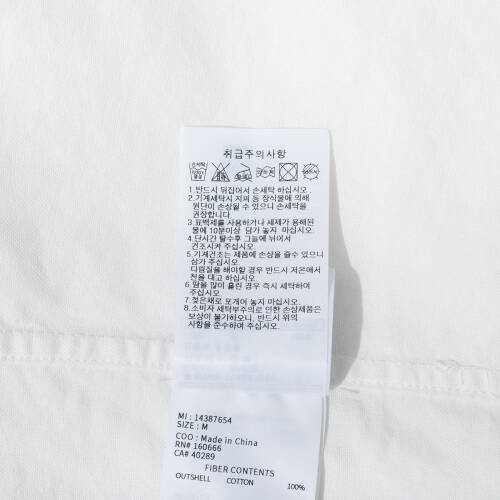 취급주의사항
손세탁
약30℃
중성
1.반드시 뒤집어서 손세탁 하십시오.
2.기계세탁시 지퍼 등 장식물에 의해
원단이 손상될 수 있으니 손세탁을
권장합니다.
3.표백제를 사용하거나 세제가 용해된
물에 10분이상 담가 놓지 마십시오.
4.단시간 탈수후 그늘에 뉘어서
건조시켜 주십시오.
5.기계건조는 제품에 손상을 줄수 있으니
삼가 주십시오.
다림질을 해야할 경우 반드시 저온에서
천을 대고 하십시오.
6.땀을 많이 흘린 경우 즉시 세탁하여
주십시오.
7.젖은채로 포개어 놓지 마십시오.
8.소비자 세탁부주의로 인한 손상제품은
보상이 불가하오니, 반드시 위의
사항을 준수하여 주십시오.
MI : 14387654
SIZE : M
COO : Made in China
RN# 160666
CA# 40289
FIBER CONTENTS
OUTSHELL COTTON 100%